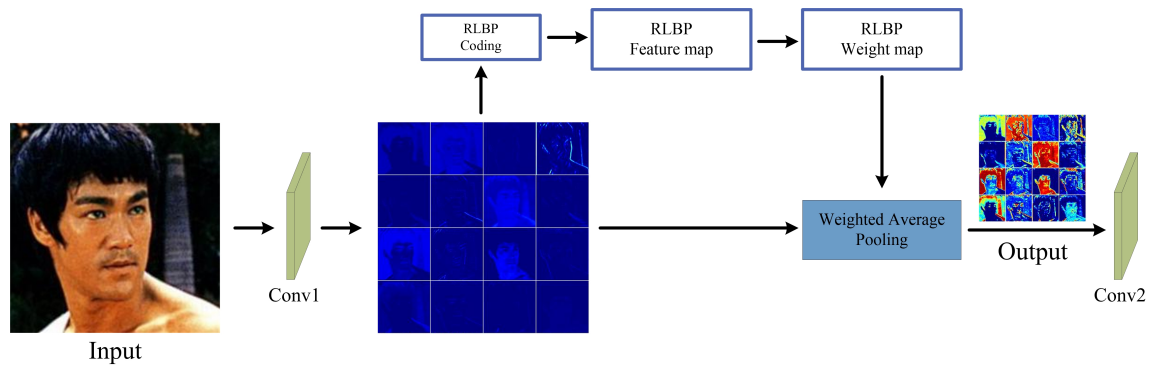 RLBP
Coding
RLBP
Feature map
RLBP
Weight map
Input
Conv1
Weighted Average
Pooling
Output
Conv2